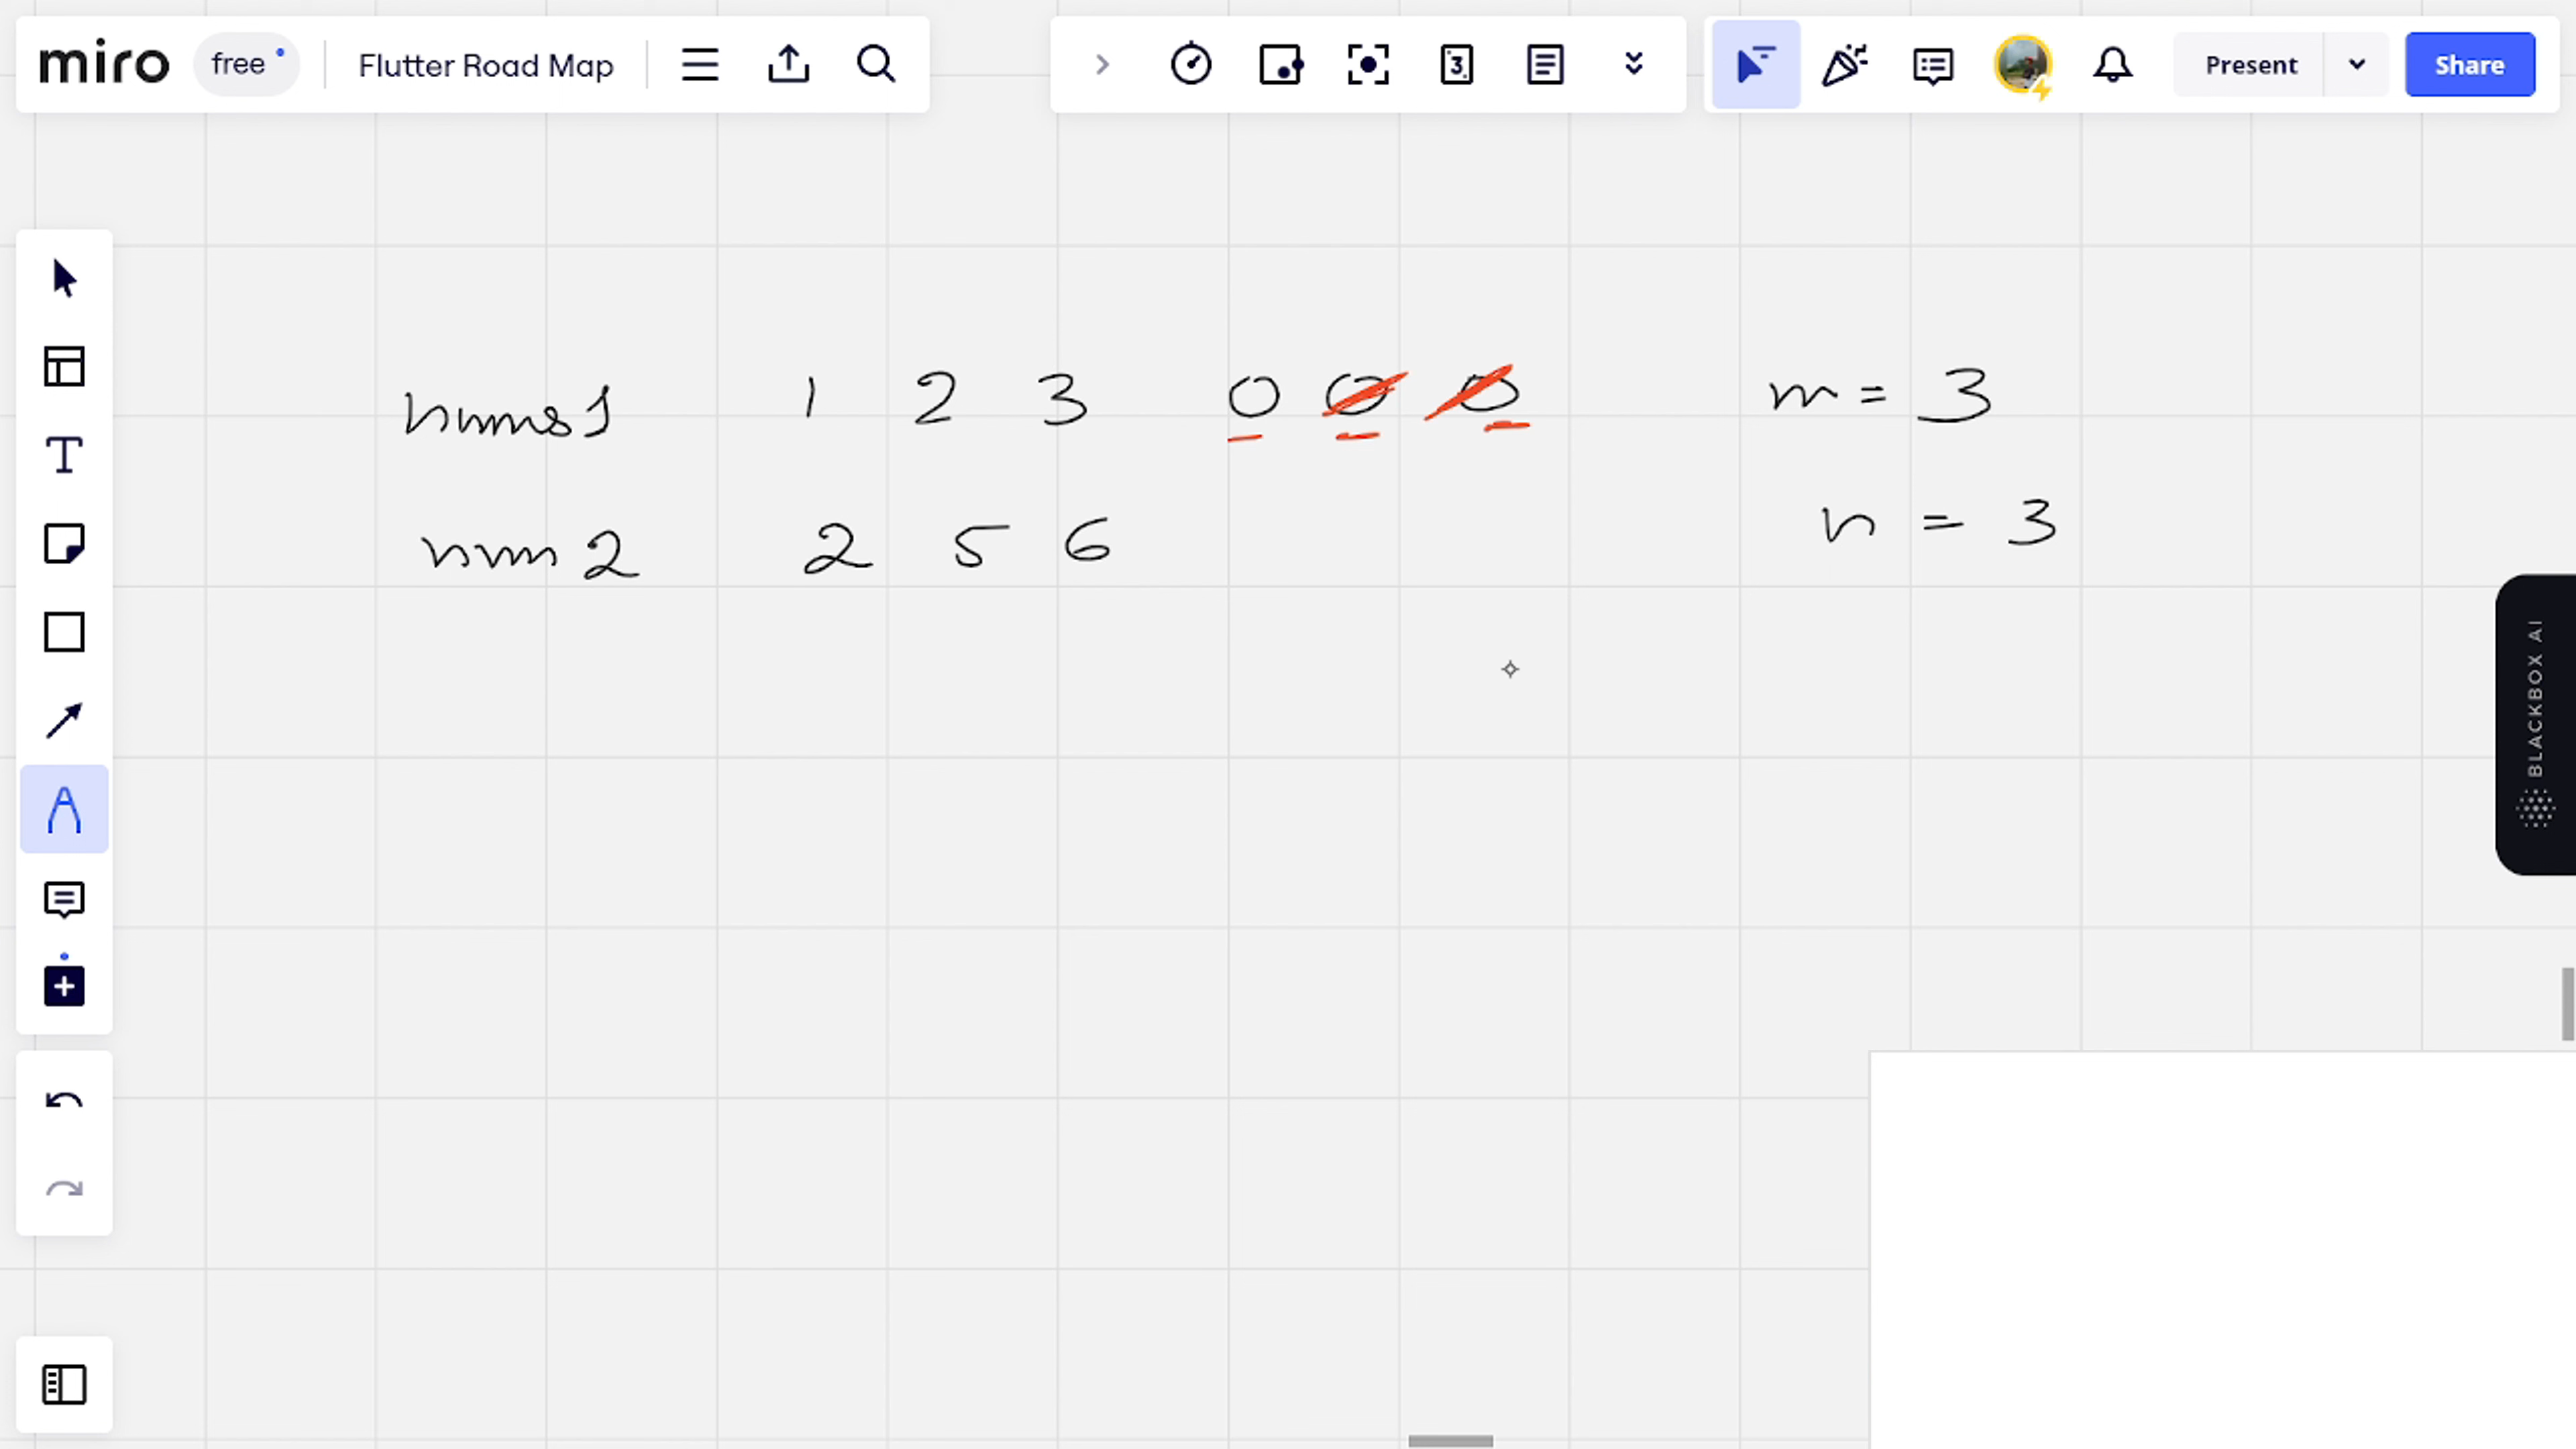 miro free Flutter Road Map 3 Present Share
nums1 1 2 3 0 0 0 m = 3
num 2 2 5 6 n = 3
BLACKBOX AI